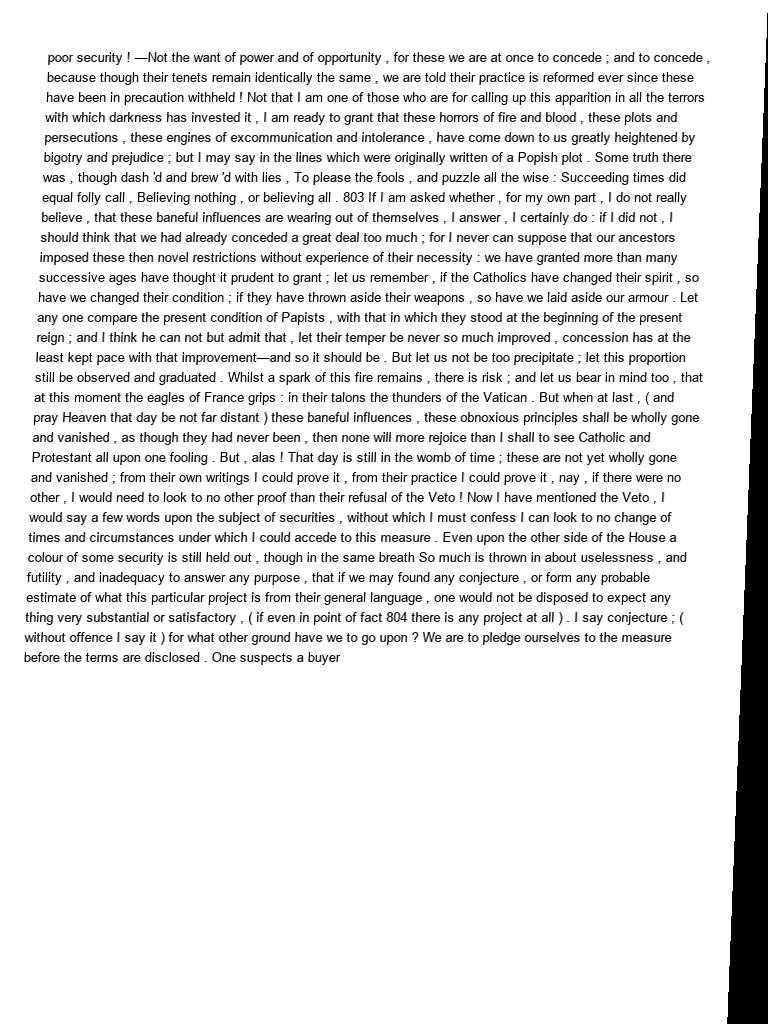 poor security ! —Not the want of power and of opportunity , for these we are at once to concede ; and to concede ,
because though their tenets remain identically the same , we are told their practice is reformed ever since these
have been in precaution withheld ! Not that I am one of those who are for calling up this apparition in all the terrors
with which darkness has invested it , I am ready to grant that these horrors of fire and blood , these plots and
persecutions , these engines of excommunication and intolerance , have come down to us greatly heightened by
bigotry and prejudice ; but I may say in the lines which were originally written of a Popish plot . Some truth there
was , though dash 'd and brew 'd with lies , To please the fools , and puzzle all the wise : Succeeding times did
equal folly call , Believing nothing , or believing all . 803 If I am asked whether , for my own part , I do not really
believe , that these baneful influences are wearing out of themselves , I answer , I certainly do : if I did not , I
should think that we had already conceded a great deal too much ; for I never can suppose that our ancestors
imposed these then novel restrictions without experience of their necessity : we have granted more than many
successive ages have thought it prudent to grant ; let us remember , if the Catholics have changed their spirit , so
have we changed their condition ; if they have thrown aside their weapons , so have we laid aside our armour . Let
any one compare the present condition of Papists , with that in which they stood at the beginning of the present
reign ; and I think he can not but admit that , let their temper be never so much improved , concession has at the
least kept pace with that improvement—and so it should be . But let us not be too precipitate ; let this proportion
still be observed and graduated . Whilst a spark of this fire remains , there is risk ; and let us bear in mind too , that
at this moment the eagles of France grips : in their talons the thunders of the Vatican . But when at last , ( and
pray Heaven that day be not far distant ) these baneful influences , these obnoxious principles shall be wholly gone
and vanished , as though they had never been , then none will more rejoice than I shall to see Catholic and
Protestant all upon one fooling . But , alas ! That day is still in the womb of time ; these are not yet wholly gone
and vanished ; from their own writings I could prove it , from their practice I could prove it , nay , if there were no
other , I would need to look to no other proof than their refusal of the Veto ! Now I have mentioned the Veto , I
would say a few words upon the subject of securities , without which I must confess I can look to no change of
times and circumstances under which I could accede to this measure . Even upon the other side of the House a
colour of some security is still held out , though in the same breath So much is thrown in about uselessness , and
futility , and inadequacy to answer any purpose , that if we may found any conjecture , or form any probable
estimate of what this particular project is from their general language , one would not be disposed to expect any
thing very substantial or satisfactory , ( if even in point of fact 804 there is any project at all ) . I say conjecture ; (
without offence I say it ) for what other ground have we to go upon ? We are to pledge ourselves to the measure
before the terms are disclosed . One suspects a buyer